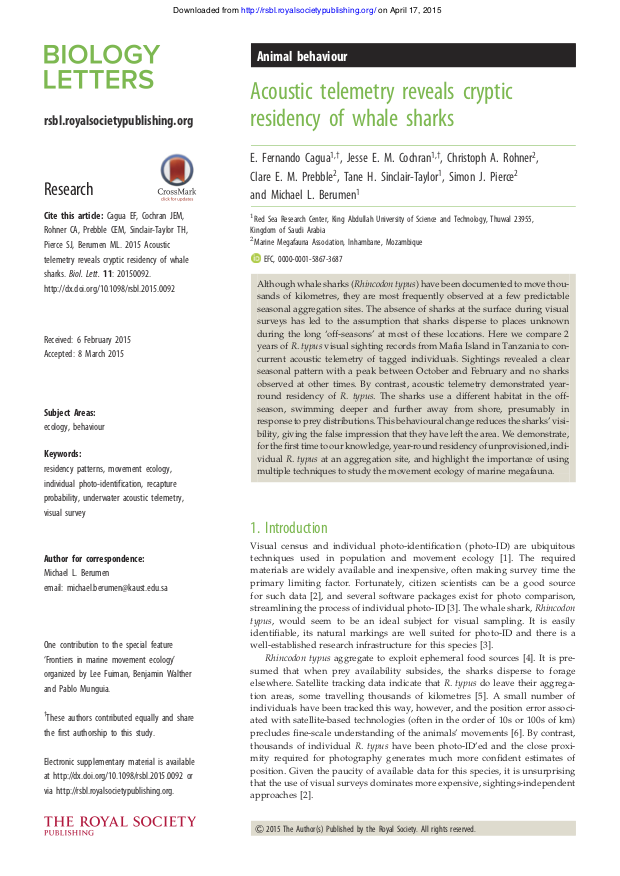 Downloaded from http://rsbl.royalsocietypublishing.org/ on April 17, 2015
BIOLOGY
LETTERS
rsbl.royalsocietypublishing.org
Research
CrossMark
click for updates
Cite this article: Cagua EF, Cochran JEM,
Rohner CA, Prebble CEM, Sinclair-Taylor TH,
Pierce SJ, Berumen ML. 2015 Acoustic
telemetry reveals cryptic residency of whale
sharks. Biol. Lett. 11: 20150092.
http://dx.doi.org/10.1098/rsbl.2015.0092
Received: 6 February 2015
Accepted: 8 March 2015
Subject Areas:
ecology, behaviour
Keywords:
residency patterns, movement ecology,
individual photo-identification, recapture
probability, underwater acoustic telemetry,
visual survey
Author for correspondence:
Michael L. Berumen
email: michael.berumen@kaust.edu.sa
One contribution to the special feature
‘Frontiers in marine movement ecology’
organized by Lee Fuiman, Benjamin Walther
and Pablo Munguia.
†These authors contributed equally and share
the first authorship to this study.
Electronic supplementary material is available
at http://dx.doi.org/10.1098/rsbl.2015.0092 or
via http://rsbl.royalsocietypublishing.org.
THE ROYAL SOCIETY
PUBLISHING
Animal behaviour
Acoustic telemetry reveals cryptic
residency of whale sharks
E. Fernando Cagua1,†, Jesse E. M. Cochran1,†, Christoph A. Rohner2,
Clare E. M. Prebble2, Tane H. Sinclair-Taylor1, Simon J. Pierce2
and Michael L. Berumen1
1Red Sea Research Center, King Abdullah University of Science and Technology, Thuwal 23955,
Kingdom of Saudi Arabia
2Marine Megafauna Association, Inhambane, Mozambique
iD EFC, 0000-0001-5867-3687
Although whale sharks (Rhincodon typus) have been documented to move thou-
sands of kilometres, they are most frequently observed at a few predictable
seasonal aggregation sites. The absence of sharks at the surface during visual
surveys has led to the assumption that sharks disperse to places unknown
during the long ‘off-seasons’ at most of these locations. Here we compare 2
years of R. typus visual sighting records from Mafia Island in Tanzania to con-
current acoustic telemetry of tagged individuals. Sightings revealed a clear
seasonal pattern with a peak between October and February and no sharks
observed at other times. By contrast, acoustic telemetry demonstrated year-
round residency of R. typus. The sharks use a different habitat in the off-
season, swimming deeper and further away from shore, presumably in
response to prey distributions. This behavioural change reduces the sharks’ visi-
bility, giving the false impression that they have left the area. We demonstrate,
for the first time to our knowledge, year-round residency of unprovisioned, indi-
vidual R. typus at an aggregation site, and highlight the importance of using
multiple techniques to study the movement ecology of marine megafauna.
1. Introduction
Visual census and individual photo-identification (photo-ID) are ubiquitous
techniques used in population and movement ecology [1]. The required
materials are widely available and inexpensive, often making survey time the
primary limiting factor. Fortunately, citizen scientists can be a good source
for such data [2], and several software packages exist for photo comparison,
streamlining the process of individual photo-ID [3]. The whale shark, Rhincodon
typus, would seem to be an ideal subject for visual sampling. It is easily
identifiable, its natural markings are well suited for photo-ID and there is a
well-established research infrastructure for this species [3].
Rhincodon typus aggregate to exploit ephemeral food sources [4]. It is pre-
sumed that when prey availability subsides, the sharks disperse to forage
elsewhere. Satellite tracking data indicate that R. typus do leave their aggrega-
tion areas, some travelling thousands of kilometres [5]. A small number of
individuals have been tracked this way, however, and the position error associ-
ated with satellite-based technologies (often in the order of 10s or 100s of km)
precludes fine-scale understanding of the animals’ movements [6]. By contrast,
thousands of individual R. typus have been photo-ID’ed and the close proxi-
mity required for photography generates much more confident estimates of
position. Given the paucity of available data for this species, it is unsurprising
that the use of visual surveys dominates more expensive, sightings-independent
approaches [2].
© 2015 The Author(s) Published by the Royal Society. All rights reserved.